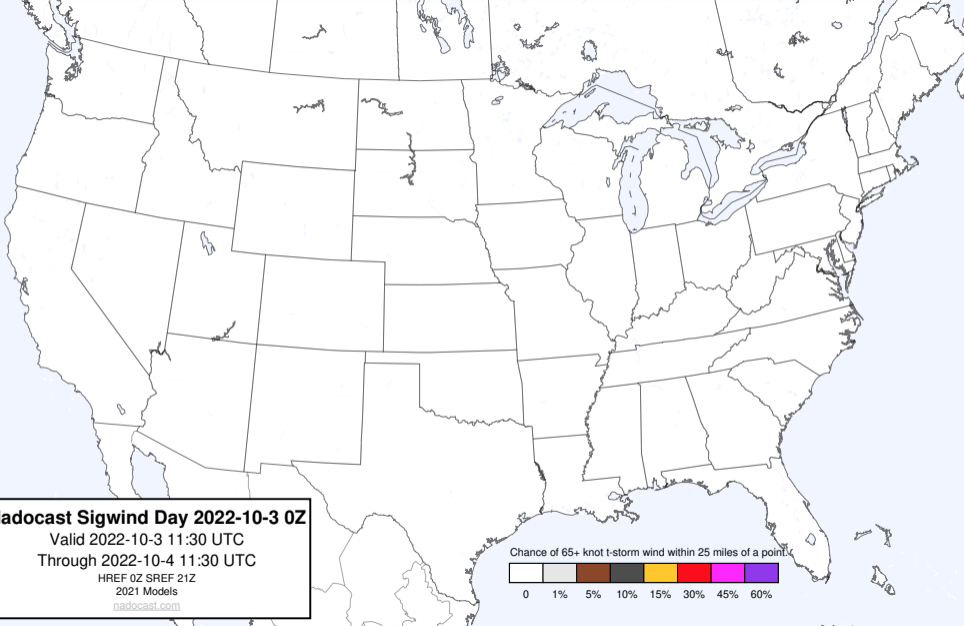 adocast Sigwind Day 2022-10-3 0Z
Valid 2022-10-3 11:30 UTC
Through 2022-10-4 11:30 UTC
HREF 0Z SREF 21Z
2021 Models
nadocast.com
Chance of 65+ knot t-storm wind within 25 miles of a point.
0 1% 5% 10% 15% 30% 45% 60%